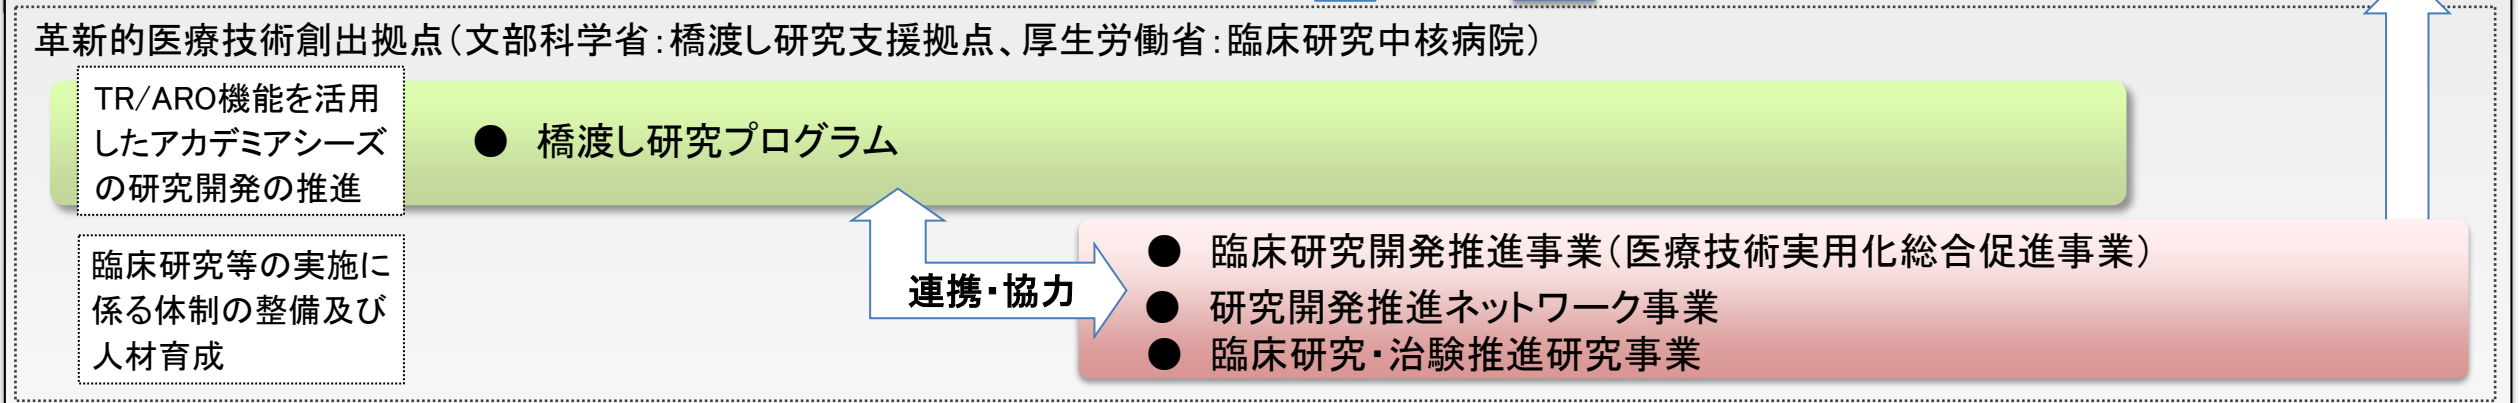 革新的医療技術創出拠点（文部科学省：橋渡し研究支援拠点、厚生労働省：臨床研究中核病院）
TR/ARO機能を活用
したアカデミアシーズ
の研究開発の推進
● 橋渡し研究プログラム
臨床研究等の実施に
係る体制の整備及び
人材育成
連携・協力
● 臨床研究開発推進事業（医療技術実用化総合促進事業）
● 研究開発推進ネットワーク事業
● 臨床研究・治験推進研究事業